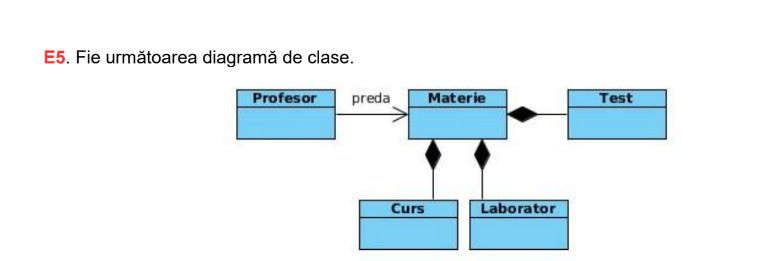 E5. Fie următoarea diagramă de clase.
Profesor
preda
Materie
Test
Curs
Laborator